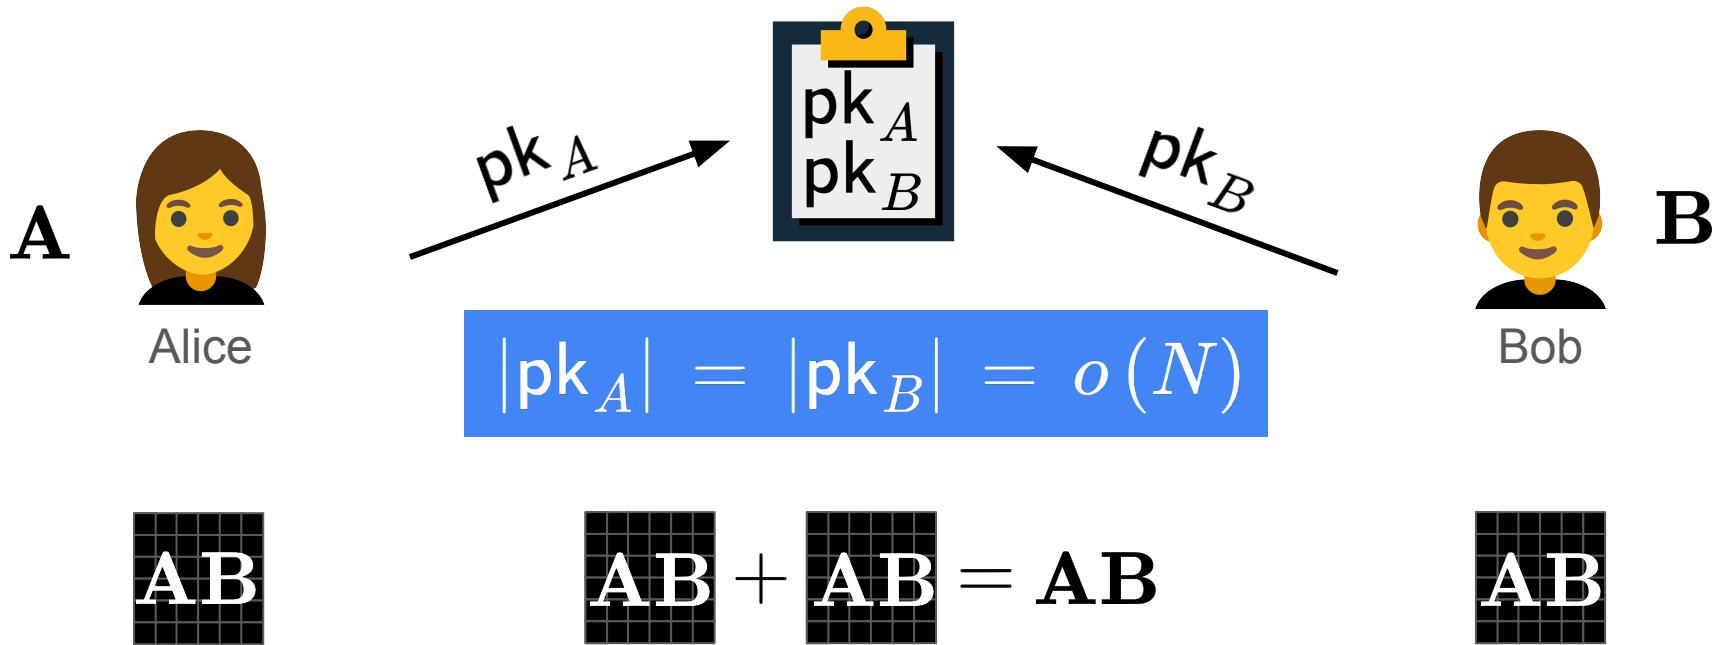 pk_A
pk_B
pk_A
pk_B
A
B
Alice
Bob
|pk_A| = |pk_B| = o(N)
AB
AB + AB = AB
AB